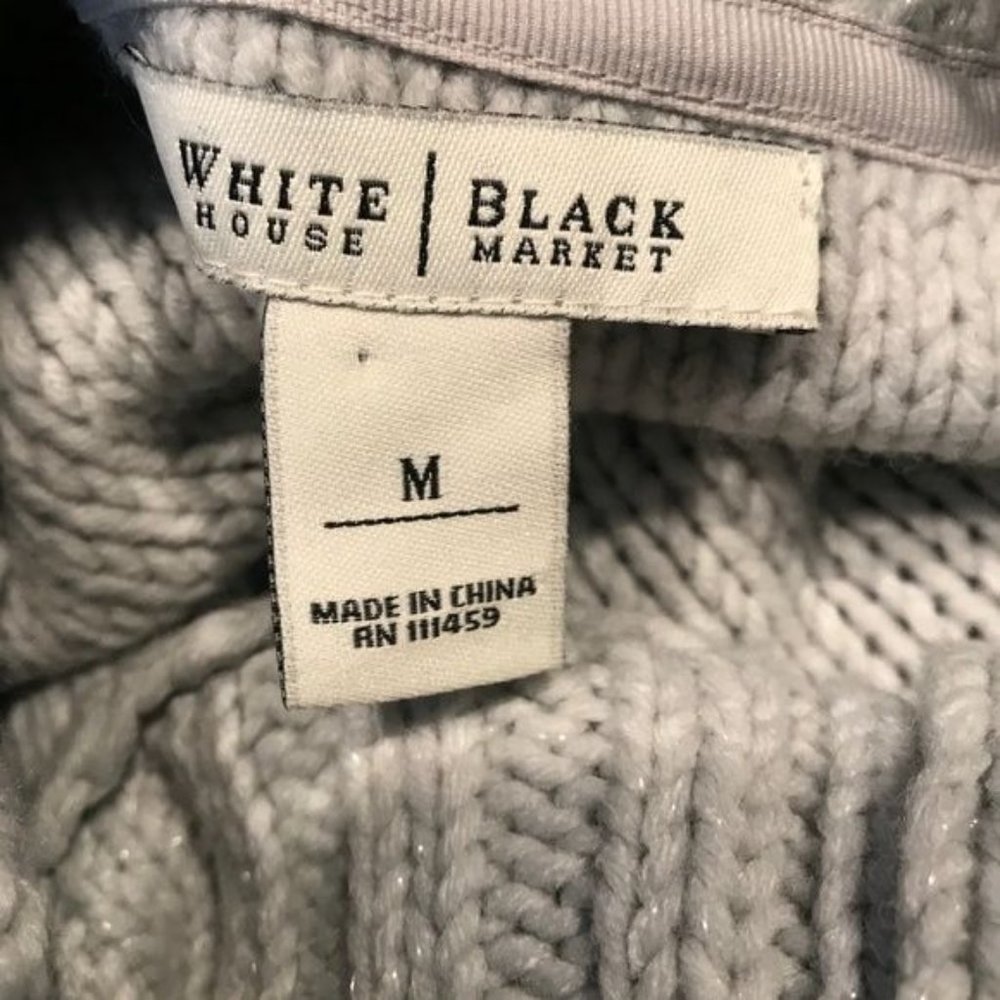 WHITE | BLACK
HOUSE | MARKET
M
MADE IN CHINA
RN 111459